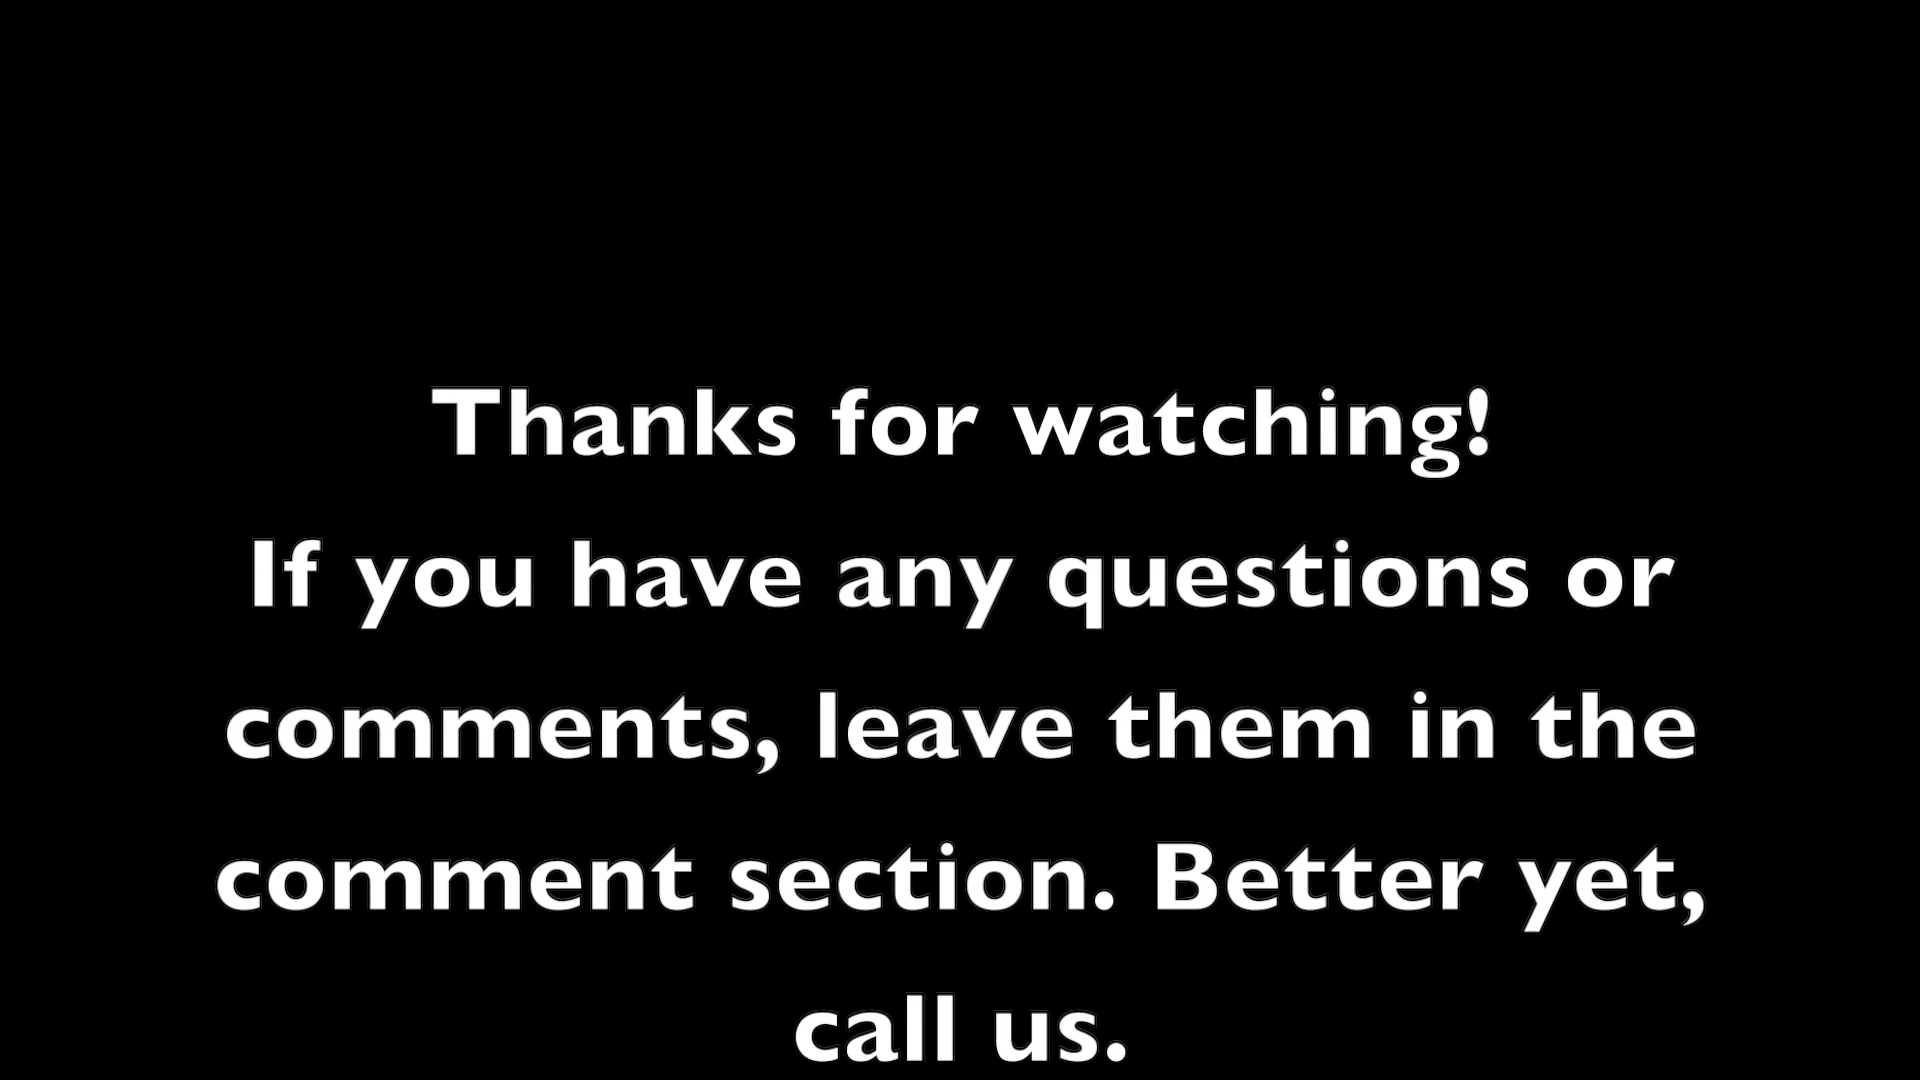 Thanks for watching!
If you have any questions or
comments, leave them in the
comment section. Better yet,
call us.